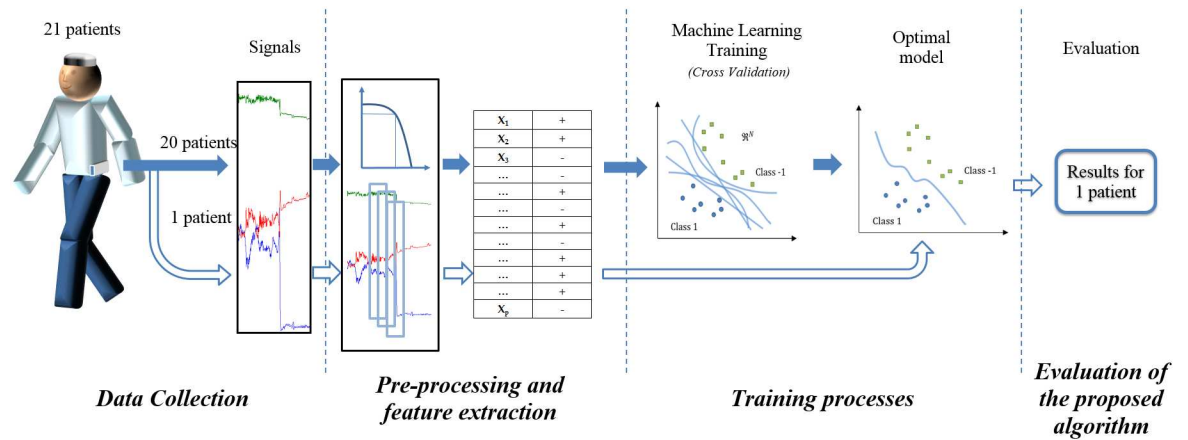 21 patients
Signals
20 patients
1 patient
X1 +
X2 +
X3 -
... -
... +
... -
... +
... -
... +
... +
... +
Xp -
Machine Learning
Training
(Cross Validation)
ℜN
Class -1
Class 1
Optimal
model
Class -1
Class 1
Evaluation
Results for
1 patient
Data Collection
Pre-processing and
feature extraction
Training processes
Evaluation of
the proposed
algorithm